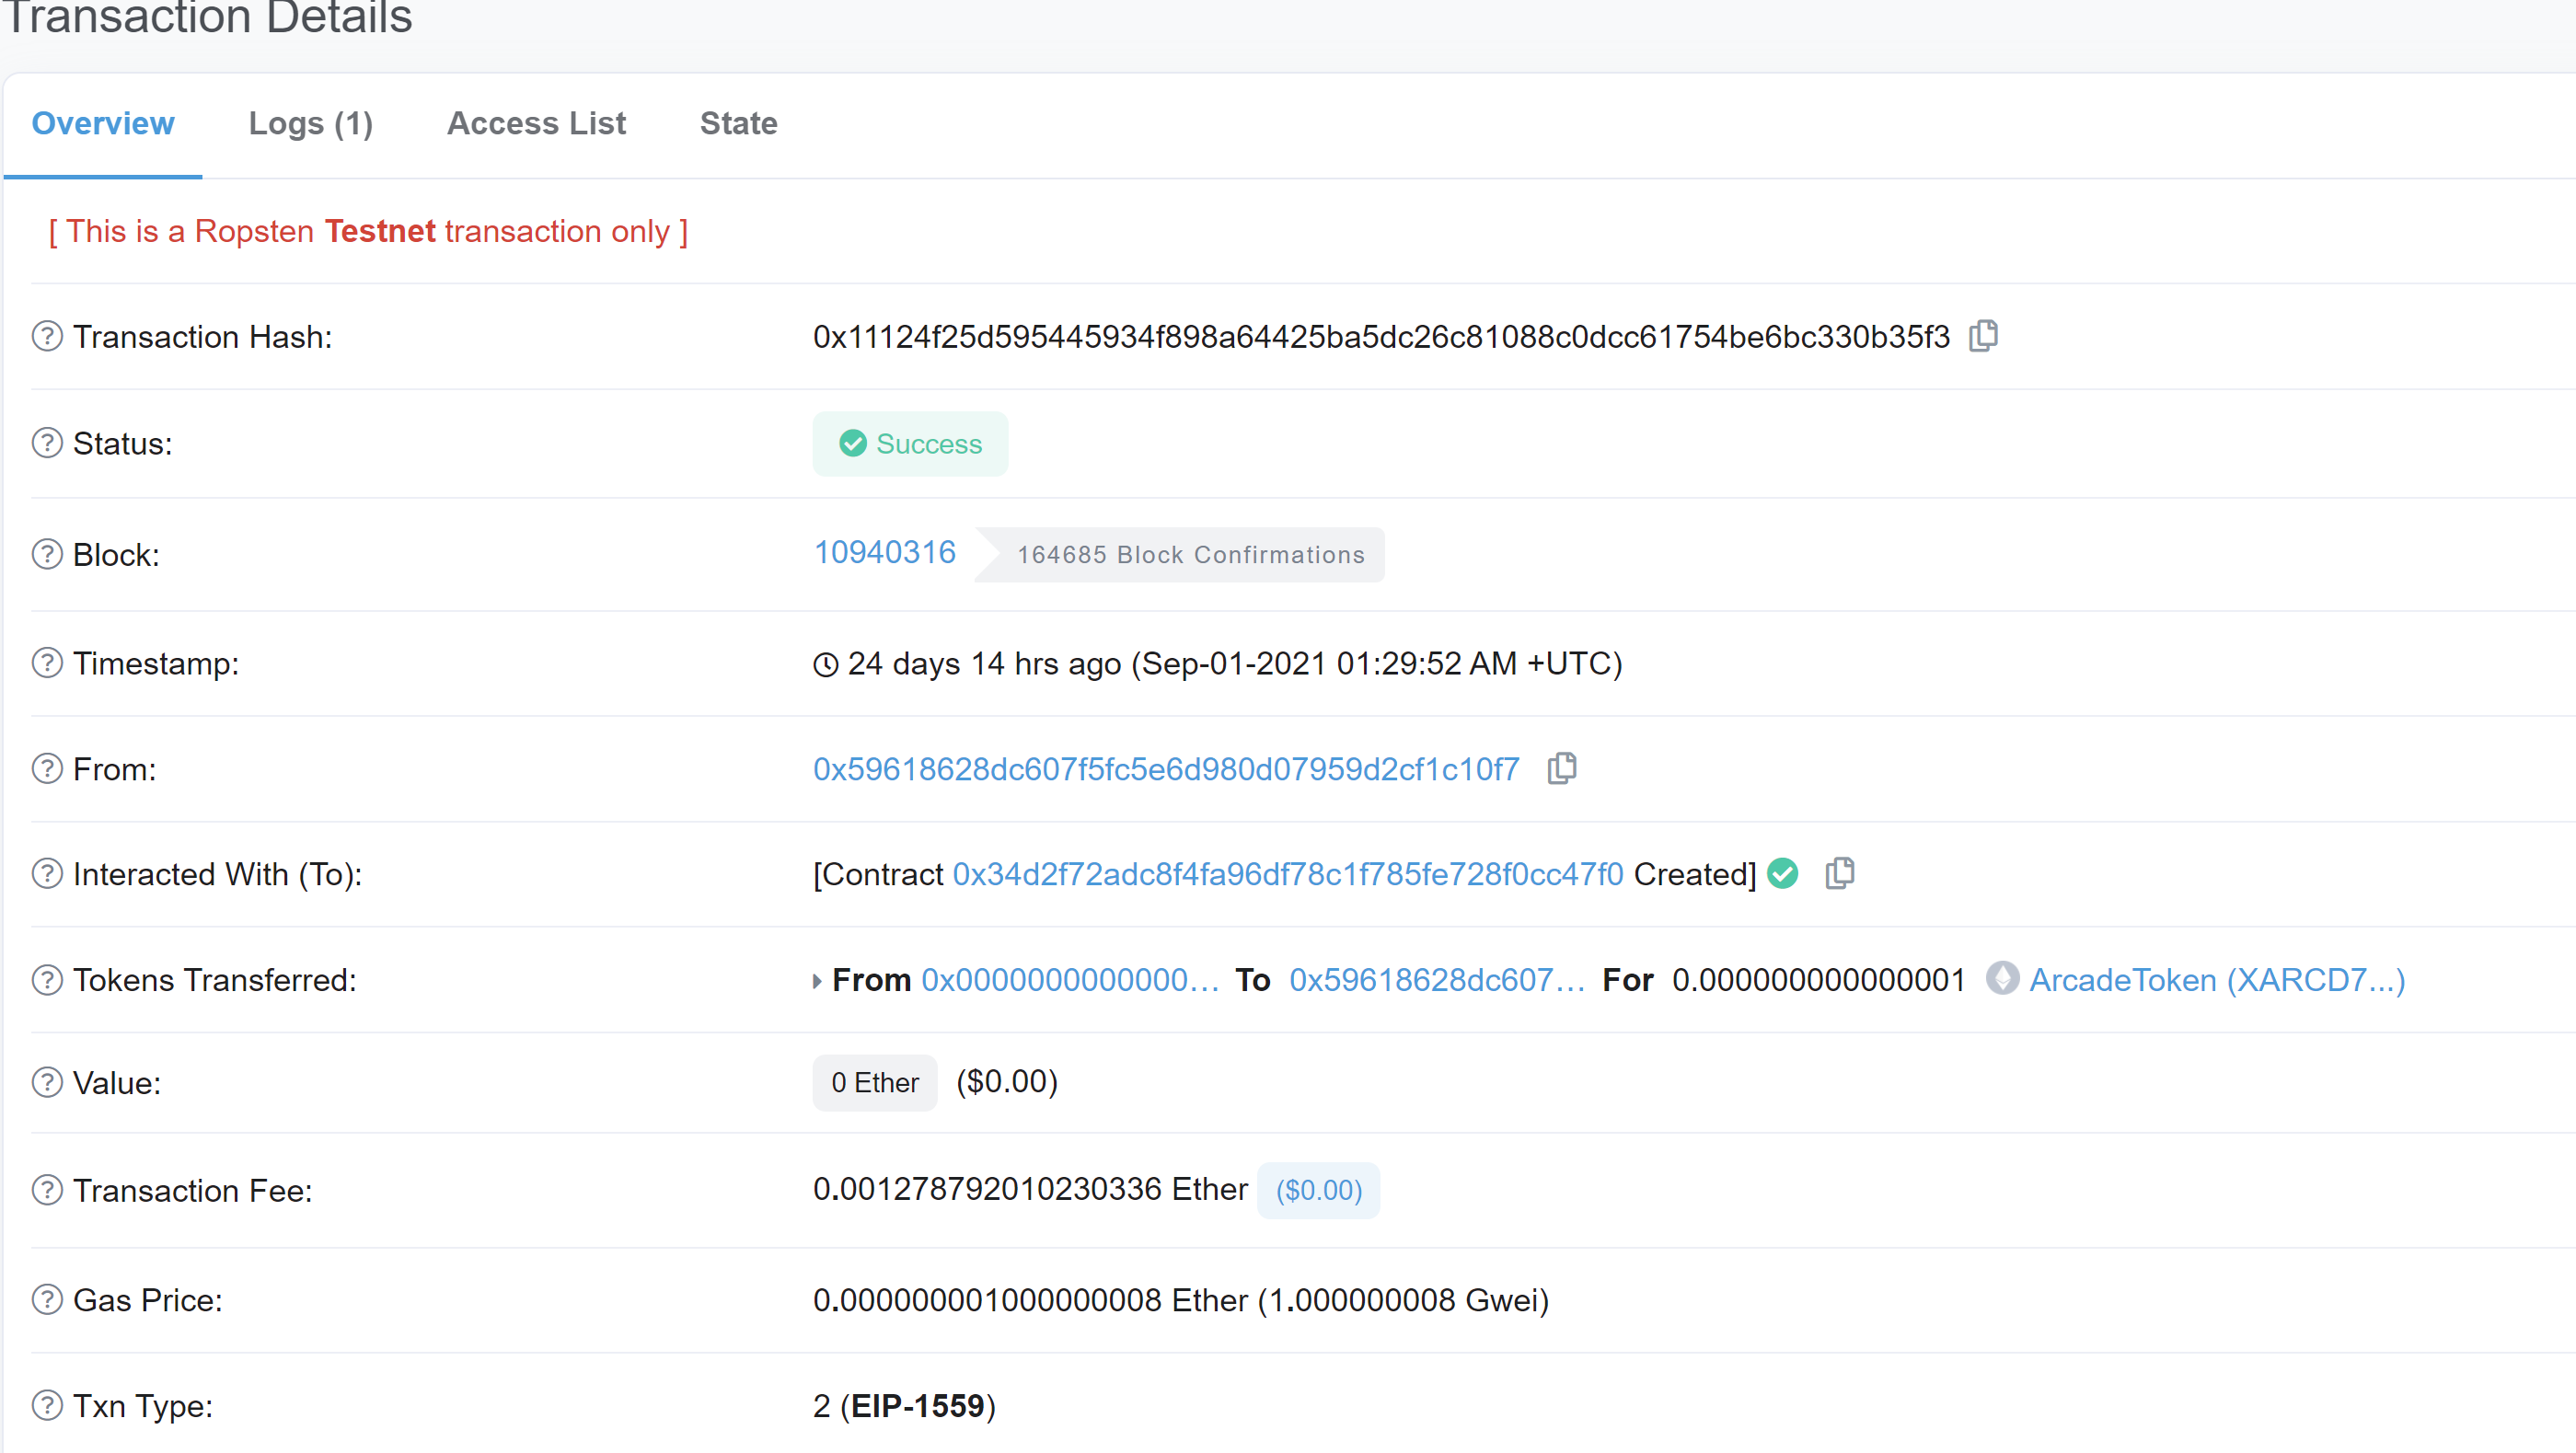 Transaction Details
Overview Logs (1) Access List State
[ This is a Ropsten Testnet transaction only ]
Transaction Hash: 0x11124f25d595445934f898a64425ba5dc26c81088c0dcc61754be6bc330b35f3
Status: Success
Block: 10940316 164685 Block Confirmations
Timestamp: 24 days 14 hrs ago (Sep-01-2021 01:29:52 AM +UTC)
From: 0x59618628dc607f5fc5e6d980d07959d2cf1c10f7
Interacted With (To): [Contract 0x34d2f72adc8f4fa96df78c1f785fe728f0cc47f0 Created]
Tokens Transferred: From 0x0000000000000... To 0x59618628dc607... For 0.000000000000001 ArcadeToken (XARCD7...)
Value: 0 Ether ($0.00)
Transaction Fee: 0.001278792010230336 Ether ($0.00)
Gas Price: 0.000000001000000008 Ether (1.000000008 Gwei)
Txn Type: 2 (EIP-1559)